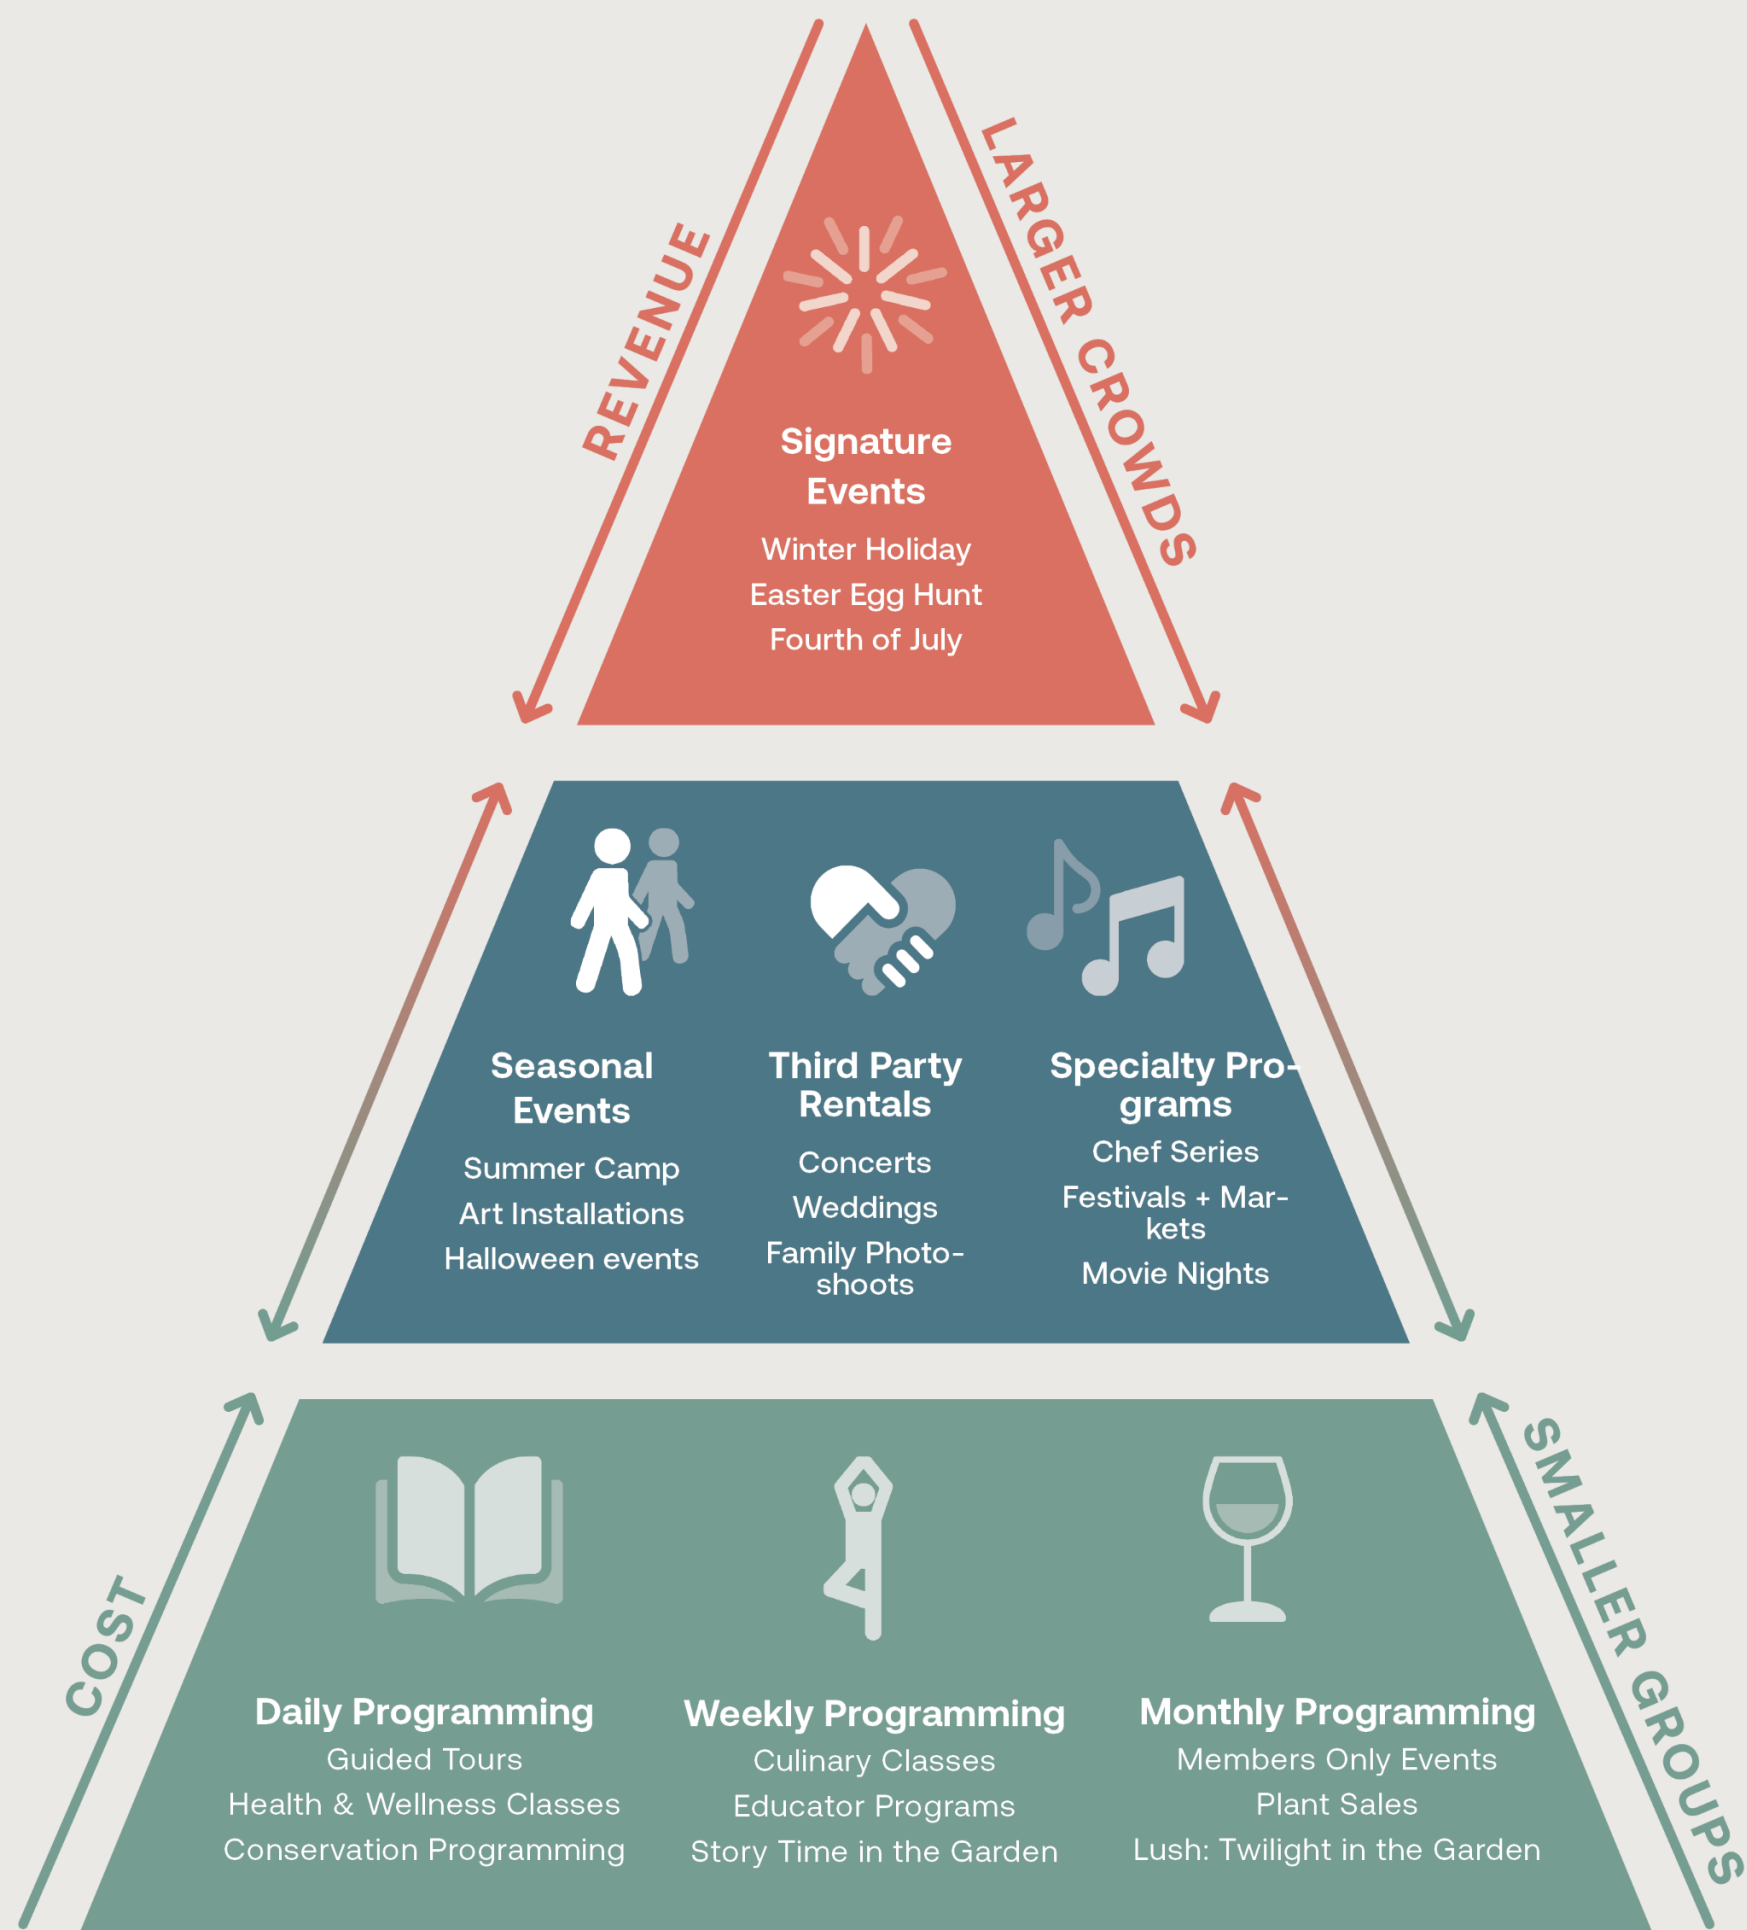 REVENUE
LARGER CROWDS
Signature
Events
Winter Holiday
Easter Egg Hunt
Fourth of July
Seasonal
Events
Summer Camp
Art Installations
Halloween events
Third Party
Rentals
Concerts
Weddings
Family Photo-
shoots
Specialty Pro-
grams
Chef Series
Festivals + Mar-
kets
Movie Nights
COST
SMALLER GROUPS
Daily Programming
Guided Tours
Health & Wellness Classes
Conservation Programming
Weekly Programming
Culinary Classes
Educator Programs
Story Time in the Garden
Monthly Programming
Members Only Events
Plant Sales
Lush: Twilight in the Garden